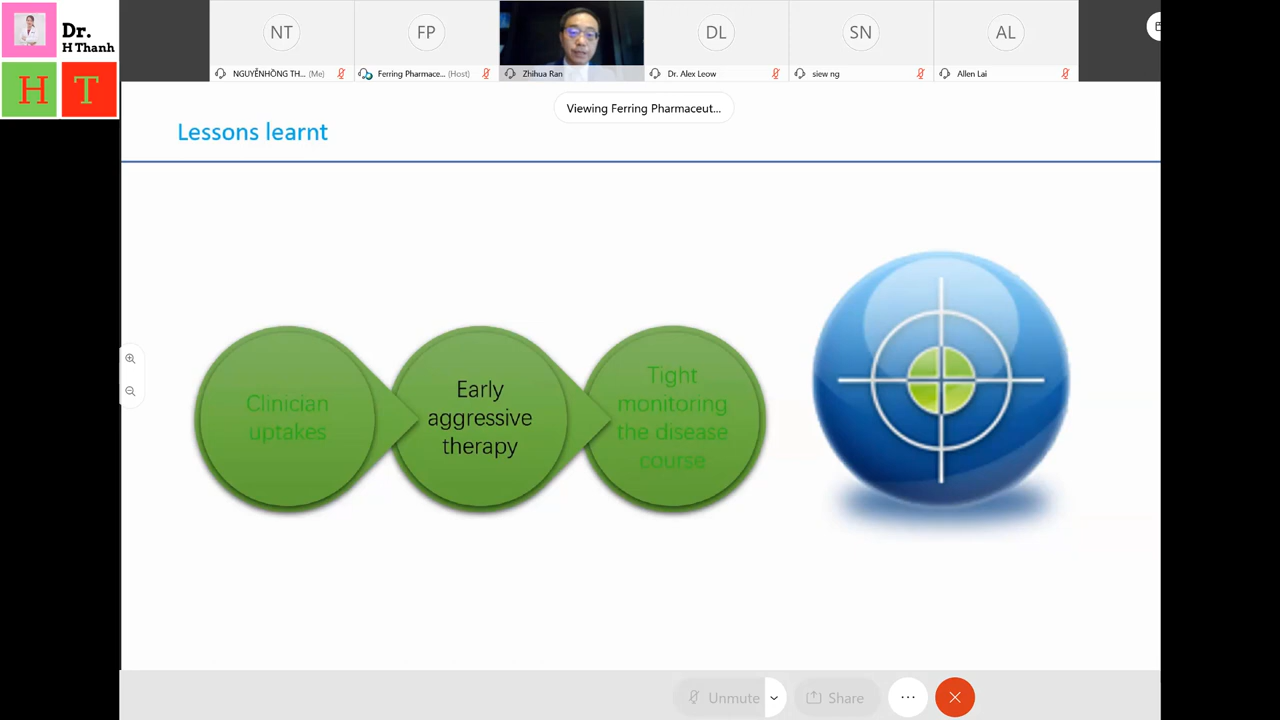 Dr.
H Thanh
H T
NT
FP
DL
SN
AL
NGUYỄNHỒNG TH... (Me)
Ferring Pharmace... (Host)
Zhihua Ran
Dr. Alex Leow
siew ng
Allen Lai
Viewing Ferring Pharmaceut...
Lessons learnt
Clinician
uptakes
Early
aggressive
therapy
Tight
monitoring
the disease
course
Unmute
Share